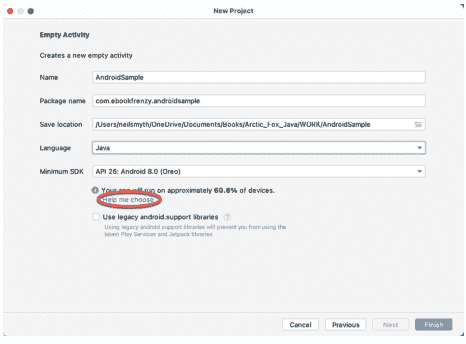 New Project
Empty Activity
Creates a new empty activity
Name AndroidSample
Package name com.ebookfrenzy.androidsample
Save location /Users/neilsmyth/OneDrive/Documents/Books/Arctic_Fox_Java/WORK/AndroidSample
Language Java
Minimum SDK API 26: Android 8.0 (Oreo)
Your app will run on approximately 60.8% of devices.
Help me choose
Use legacy android.support libraries ?
Using legacy android.support libraries will prevent you from using the
latest Play Services and Jetpack libraries
Cancel Previous Next Finish